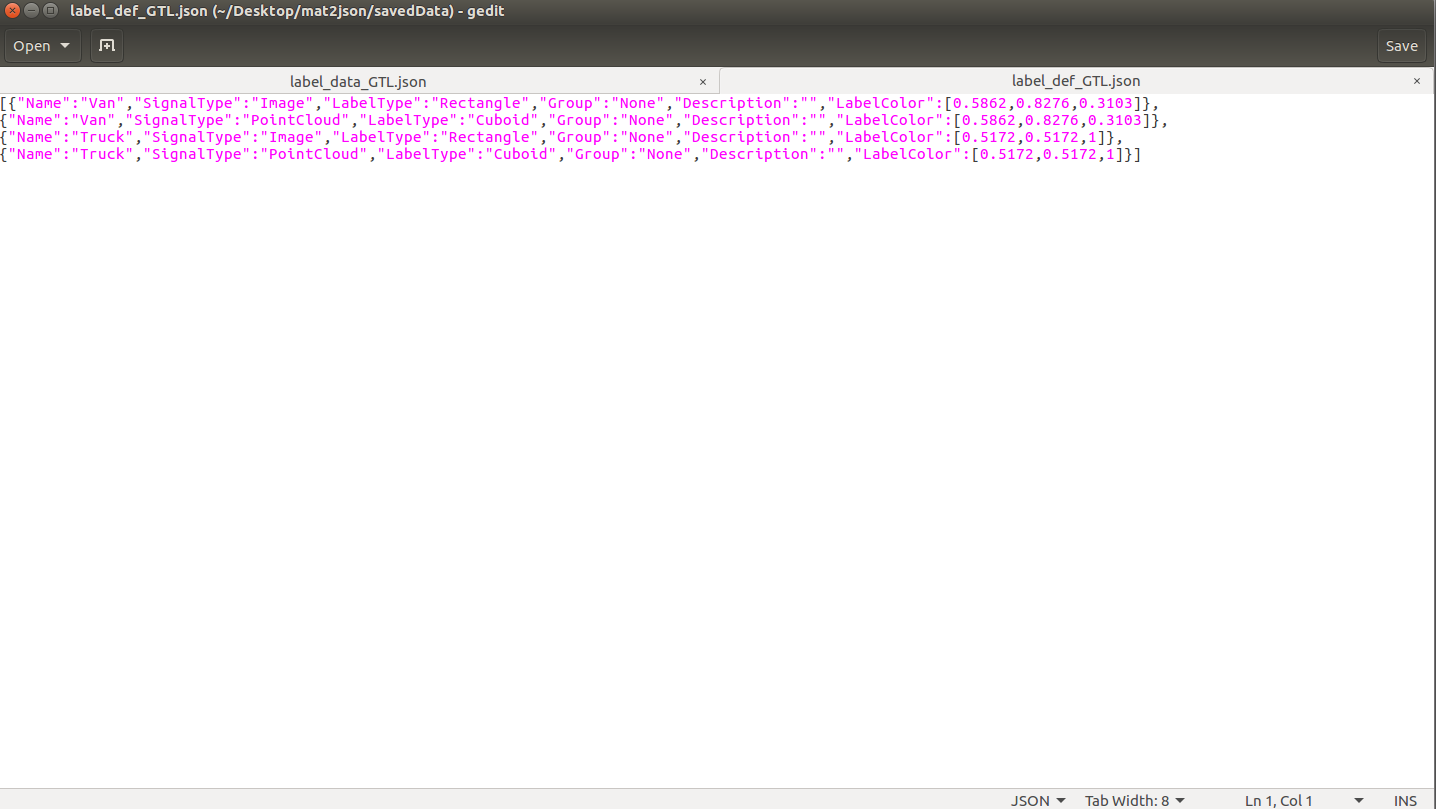 label_def_GTL.json (~/Desktop/mat2json/savedData) - gedit
Open
Save
label_data_GTL.json
label_def_GTL.json
[{"Name":"Van","SignalType":"Image","LabelType":"Rectangle","Group":"None","Description":"","LabelColor":[0.5862,0.8276,0.3103]},
{"Name":"Van","SignalType":"PointCloud","LabelType":"Cuboid","Group":"None","Description":"","LabelColor":[0.5862,0.8276,0.3103]},
{"Name":"Truck","SignalType":"Image","LabelType":"Rectangle","Group":"None","Description":"","LabelColor":[0.5172,0.5172,1]},
{"Name":"Truck","SignalType":"PointCloud","LabelType":"Cuboid","Group":"None","Description":"","LabelColor":[0.5172,0.5172,1]}]
JSON Tab Width: 8 Ln 1, Col 1 INS